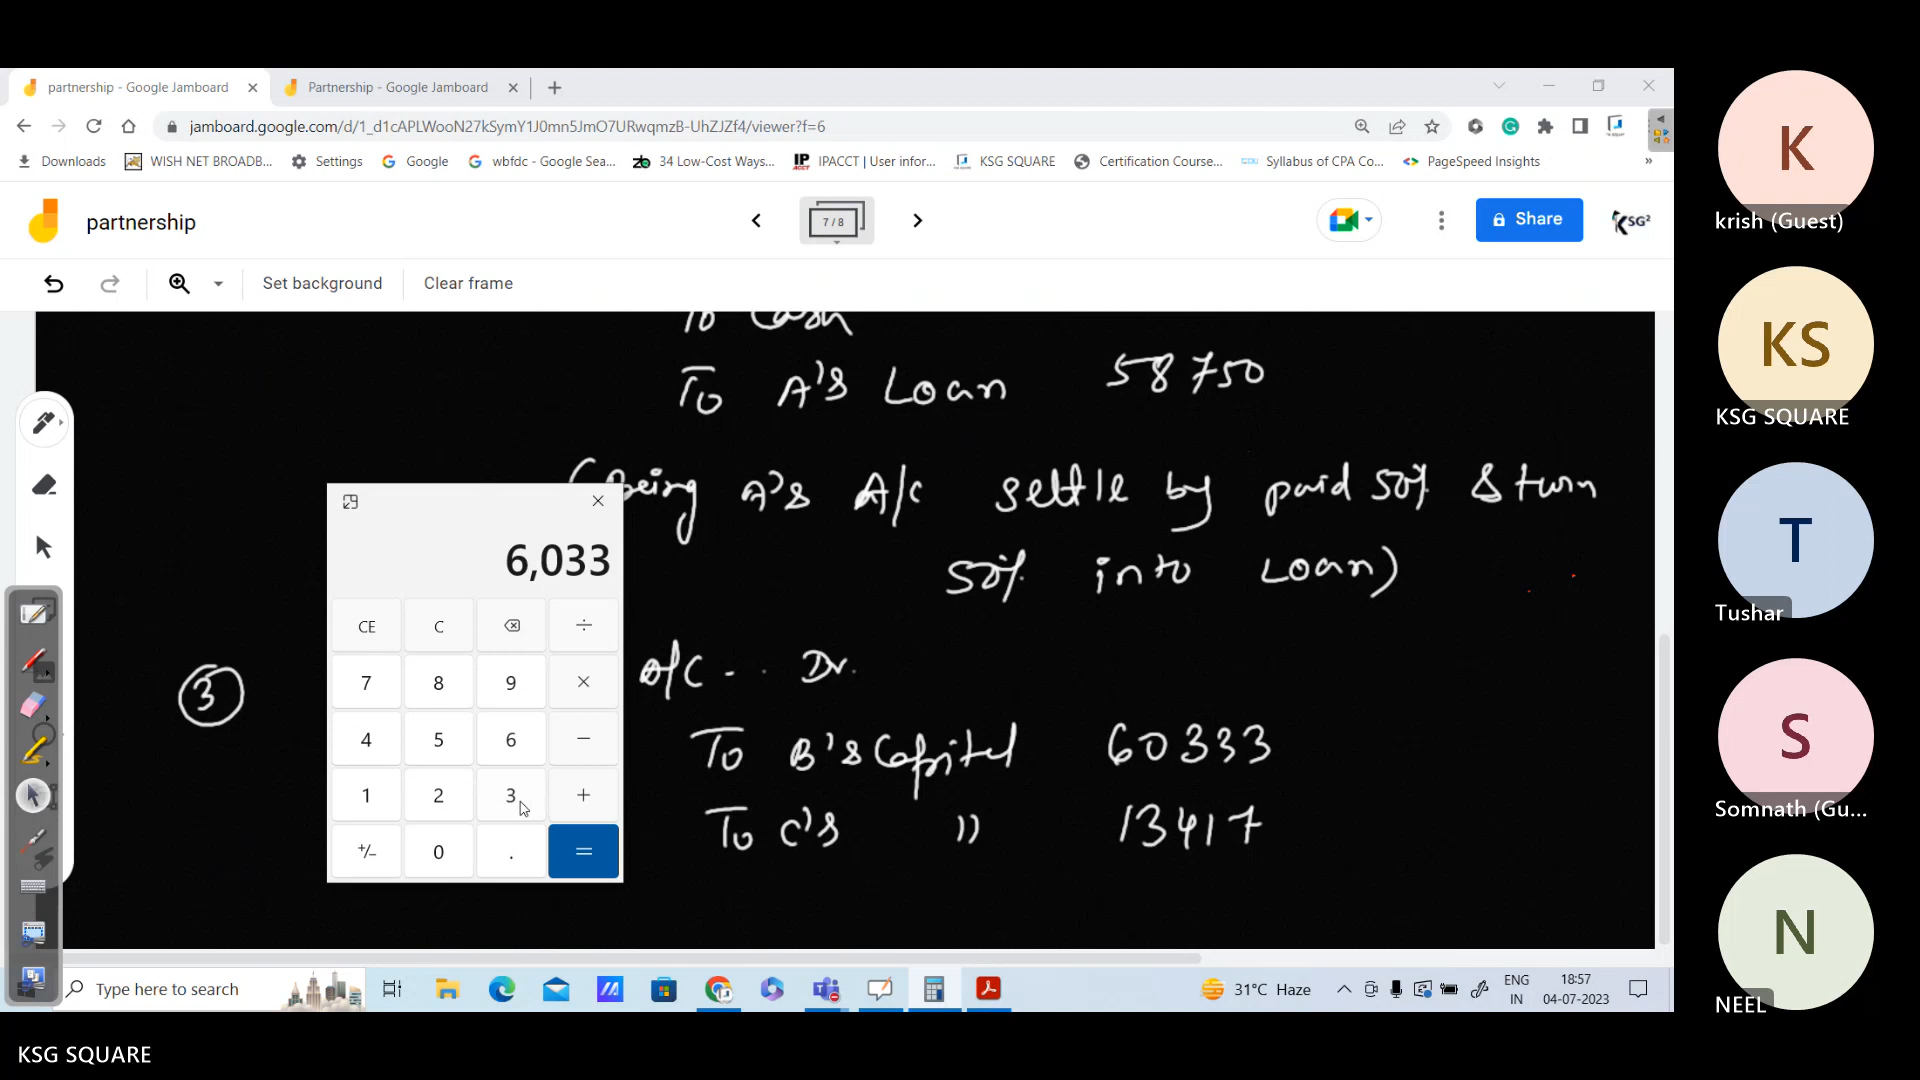 partnership - Google Jamboard
Partnership - Google Jamboard
jamboard.google.com/d/1_d1cAPLWooN27kSymY1J0mn5JmO7URwqmzB-UhZJZf4/viewer?f=6
Downloads
WISH NET BROADB...
Settings
Google
wbfdc - Google Sea...
34 Low-Cost Ways...
IPACCT | User infor...
KSG SQUARE
Certification Course...
Syllabus of CPA Co...
PageSpeed Insights
»
partnership
7 / 8
Share
KSG²
Set background
Clear frame
To Cash
To A's Loan 58750
(Being A's A/c settle by paid 50% & turn
50% into Loan)
6,033
CE C ÷
7 8 9 ×
4 5 6 −
1 2 3 +
+/− 0 . =
3
A/C - . . Dr.
To B's Capital 60333
To C's " 13417
Type here to search
31°C Haze
ENG
IN
18:57
04-07-2023
K
krish (Guest)
KS
KSG SQUARE
T
Tushar
S
Somnath (Gu...
N
NEEL
KSG SQUARE